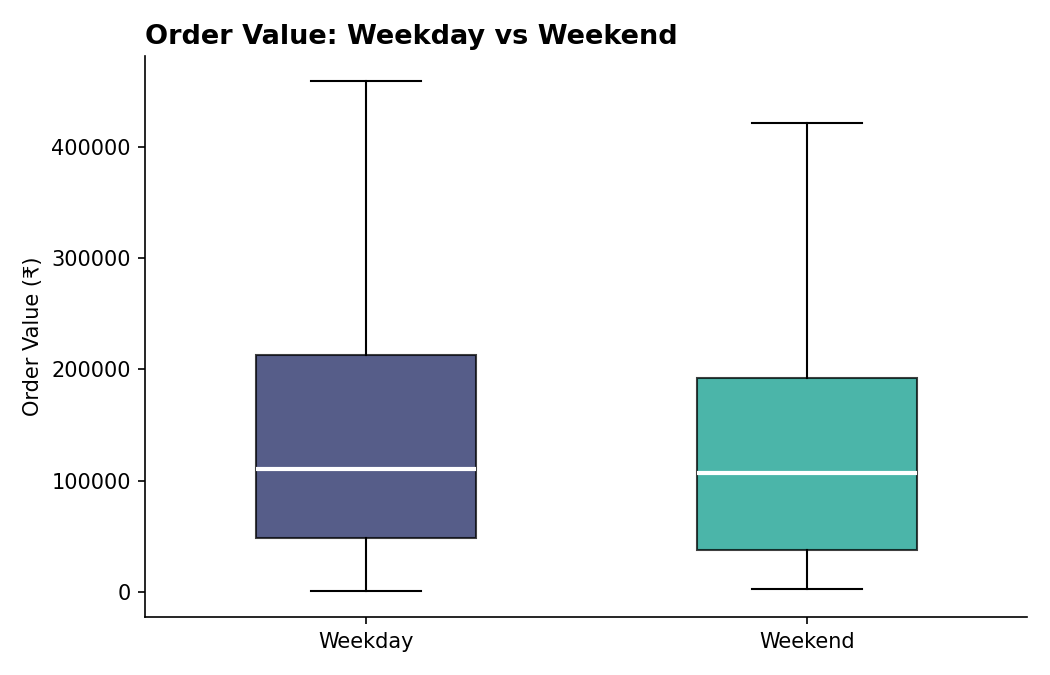 Order Value: Weekday vs Weekend
Order Value (₹)
400000
300000
200000
100000
0
Weekday
Weekend